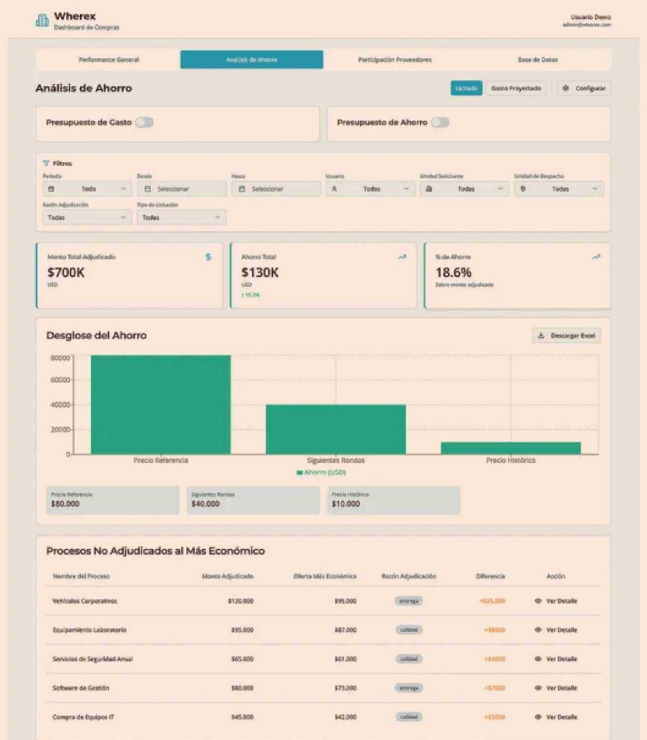 Wherex
Dashboard de Compras
Usuario Demo
admin@wherex.com
Performance General
Análisis de Ahorro
Participación Proveedores
Base de Datos
Análisis de Ahorro
Licitado
Gasto Proyectado
Configurar
Presupuesto de Gasto
Presupuesto de Ahorro
Filtros
Periodo
Desde
Hasta
Usuario
Unidad Solicitante
Unidad de Despacho
Todo
Seleccionar
Seleccionar
Todos
Todas
Todas
Razón Adjudicación
Tipo de Licitación
Todas
Todas
Monto Total Adjudicado
$
$700K
USD
Ahorro Total
$130K
USD
% de Ahorro
18.6%
Sobre monto adjudicado
Desglose del Ahorro
Descargar Excel
80000
60000
40000
20000
0
Precio Referencia
Siguientes Rondas
Precio Histórico
Ahorro (USD)
Precio Referencia
$80.000
Siguientes Rondas
$40.000
Precio Histórico
$10.000
Procesos No Adjudicados al Más Económico
Nombre del Proceso Monto Adjudicado Oferta Más Económica Razón Adjudicación Diferencia Acción
Vehículos Corporativos $120.000 $95.000 entrega +$25.000 Ver Detalle
Equipamiento Laboratorio $95.000 $87.000 calidad +$8000 Ver Detalle
Servicios de Seguridad Anual $65.000 $61.000 calidad +$4000 Ver Detalle
Software de Gestión $80.000 $73.000 entrega +$7000 Ver Detalle
Compra de Equipos IT $45.000 $42.000 calidad +$3000 Ver Detalle